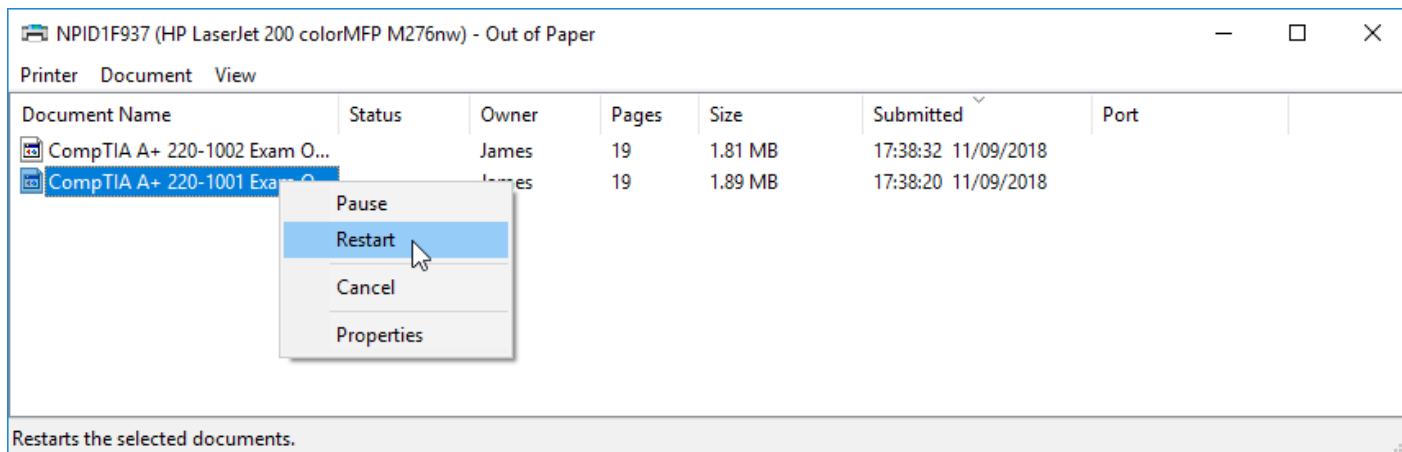 NPID1F937 (HP LaserJet 200 colorMFP M276nw) - Out of Paper
Printer Document View
Document Name Status Owner Pages Size Submitted Port
CompTIA A+ 220-1002 Exam O... James 19 1.81 MB 17:38:32 11/09/2018
CompTIA A+ 220-1001 Exam O... James 19 1.89 MB 17:38:20 11/09/2018
Pause
Restart
Cancel
Properties
Restarts the selected documents.